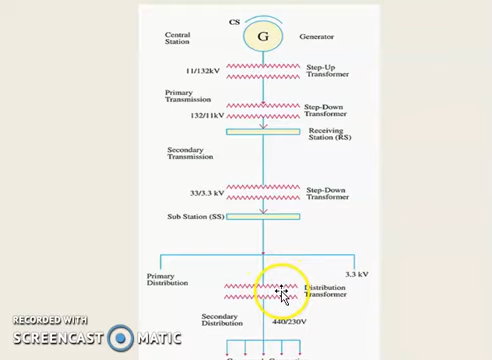 CS
Central
Station
G
Generator
11/132kV
Step-Up
Transformer
Primary
Transmission
132/11kV
Step-Down
Transformer
Receiving
Station (RS)
Secondary
Transmission
33/3.3 kV
Step-Down
Transformer
Sub Station (SS)
Primary
Distribution
3.3 kV
Distribution
Transformer
Secondary
Distribution
440/230V
RECORDED WITH
SCREENCAST MATIC